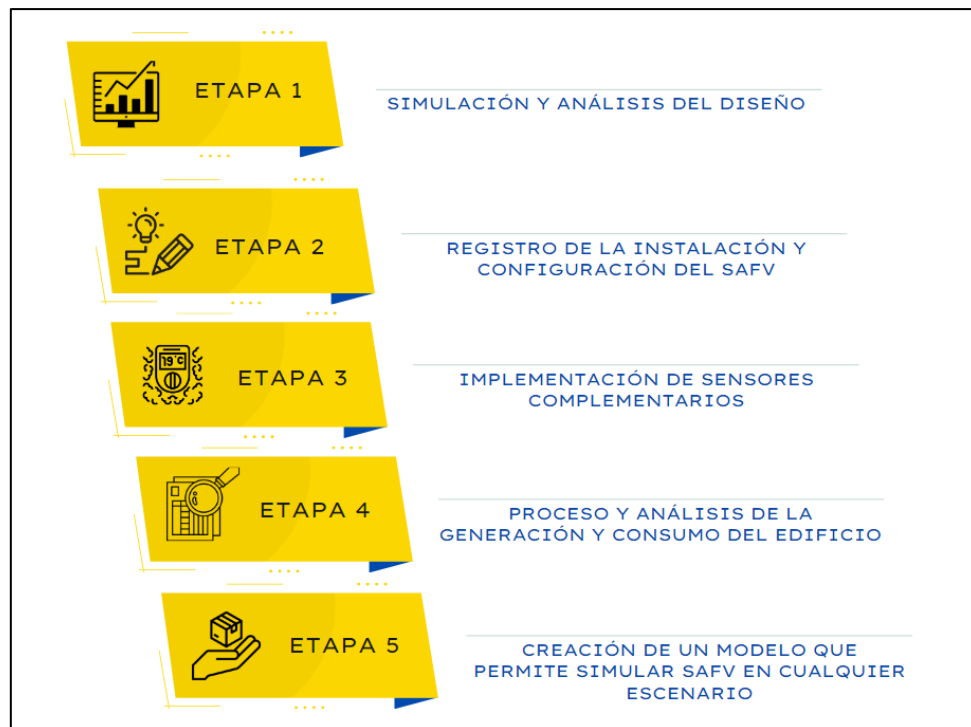 ETAPA 1
SIMULACIÓN Y ANÁLISIS DEL DISEÑO
ETAPA 2
REGISTRO DE LA INSTALACIÓN Y
CONFIGURACIÓN DEL SAFV
19°C
ETAPA 3
IMPLEMENTACIÓN DE SENSORES
COMPLEMENTARIOS
ETAPA 4
PROCESO Y ANÁLISIS DE LA
GENERACIÓN Y CONSUMO DEL EDIFICIO
ETAPA 5
CREACIÓN DE UN MODELO QUE
PERMITE SIMULAR SAFV EN CUALQUIER
ESCENARIO